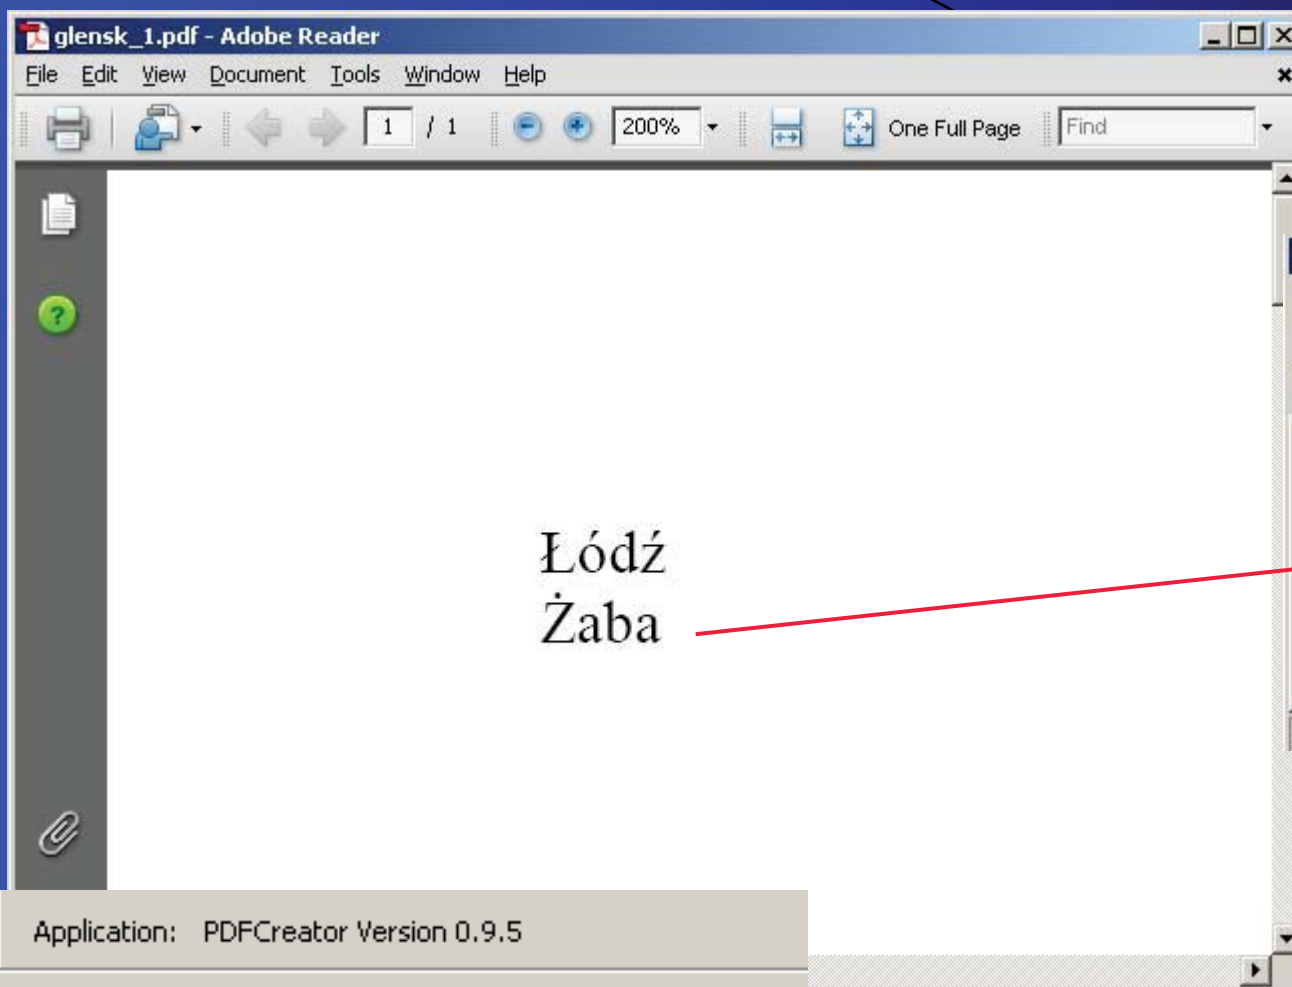 glensk_1.pdf - Adobe Reader
File Edit View Document Tools Window Help
1 / 1 200% One Full Page Find
Łódź
Żaba
Application: PDFCreator Version 0.9.5